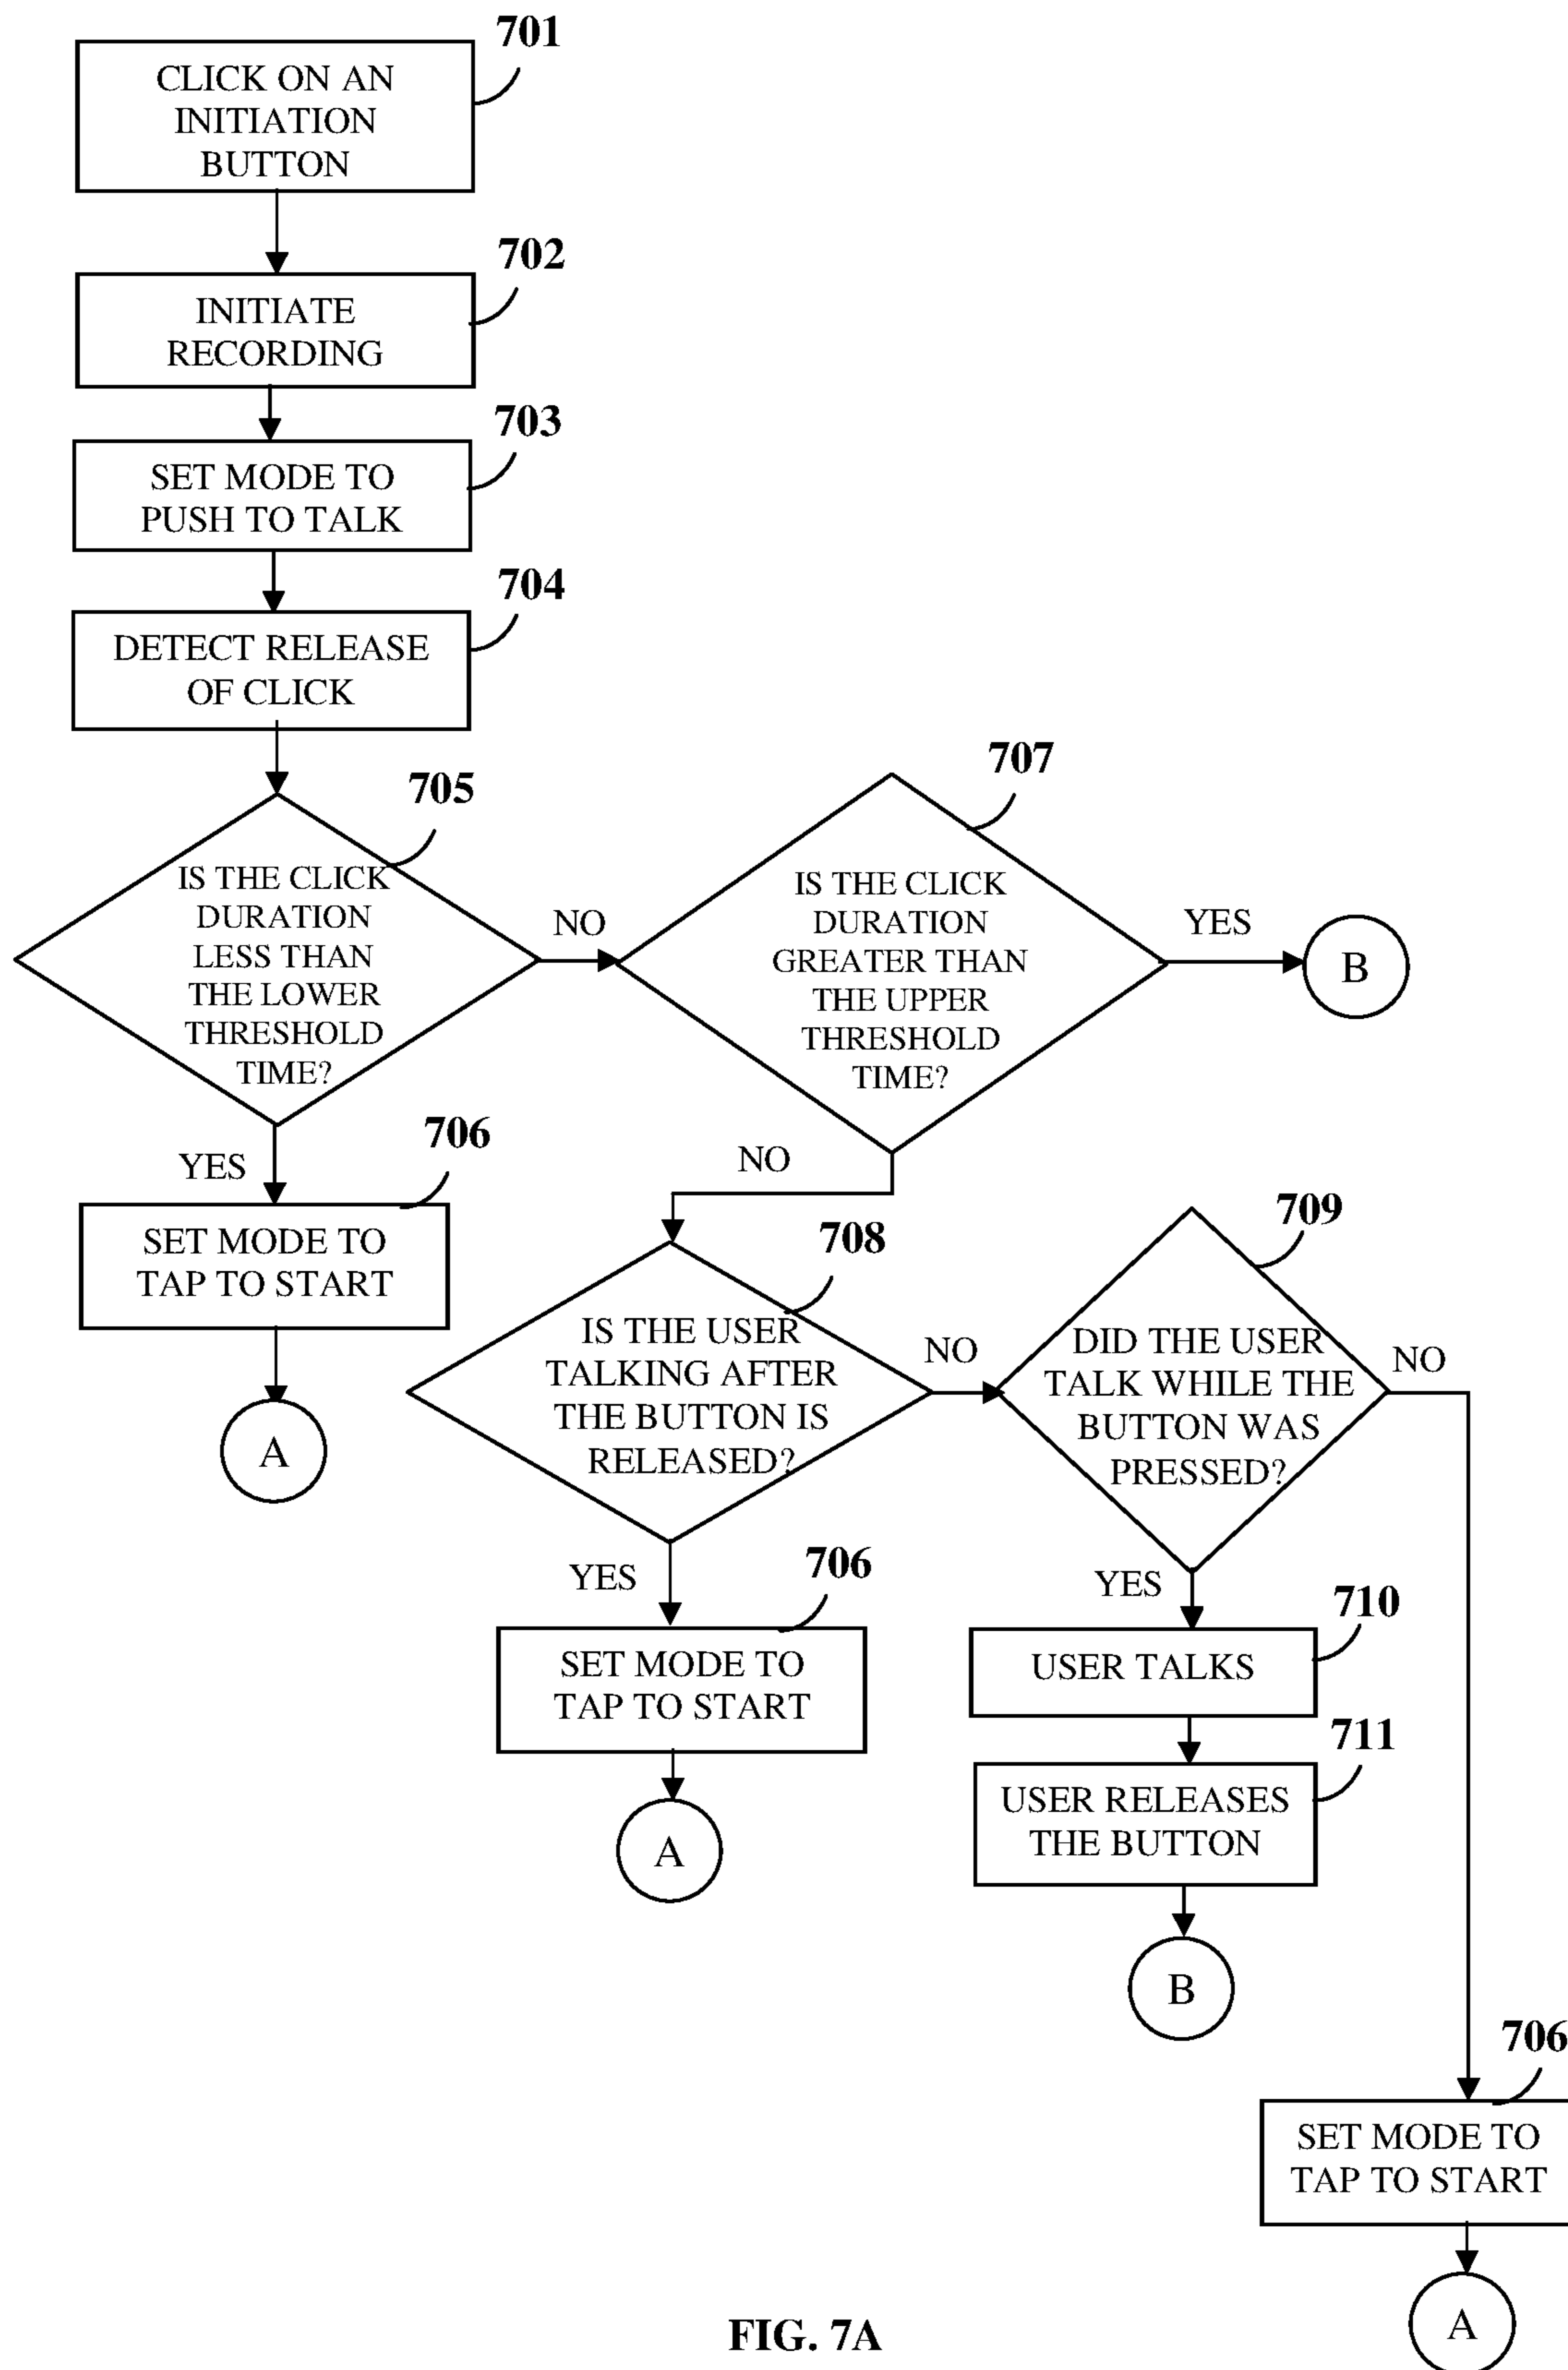 701
CLICK ON AN
INITIATION
BUTTON
702
INITIATE
RECORDING
703
SET MODE TO
PUSH TO TALK
704
DETECT RELEASE
OF CLICK
705
IS THE CLICK
DURATION
LESS THAN
THE LOWER
THRESHOLD
TIME?
NO
707
IS THE CLICK
DURATION
GREATER THAN
THE UPPER
THRESHOLD
TIME?
YES
B
YES
706
SET MODE TO
TAP TO START
A
NO
708
IS THE USER
TALKING AFTER
THE BUTTON IS
RELEASED?
NO
709
DID THE USER
TALK WHILE THE
BUTTON WAS
PRESSED?
NO
YES
706
SET MODE TO
TAP TO START
A
YES
710
USER TALKS
711
USER RELEASES
THE BUTTON
B
706
SET MODE TO
TAP TO START
A
FIG. 7A